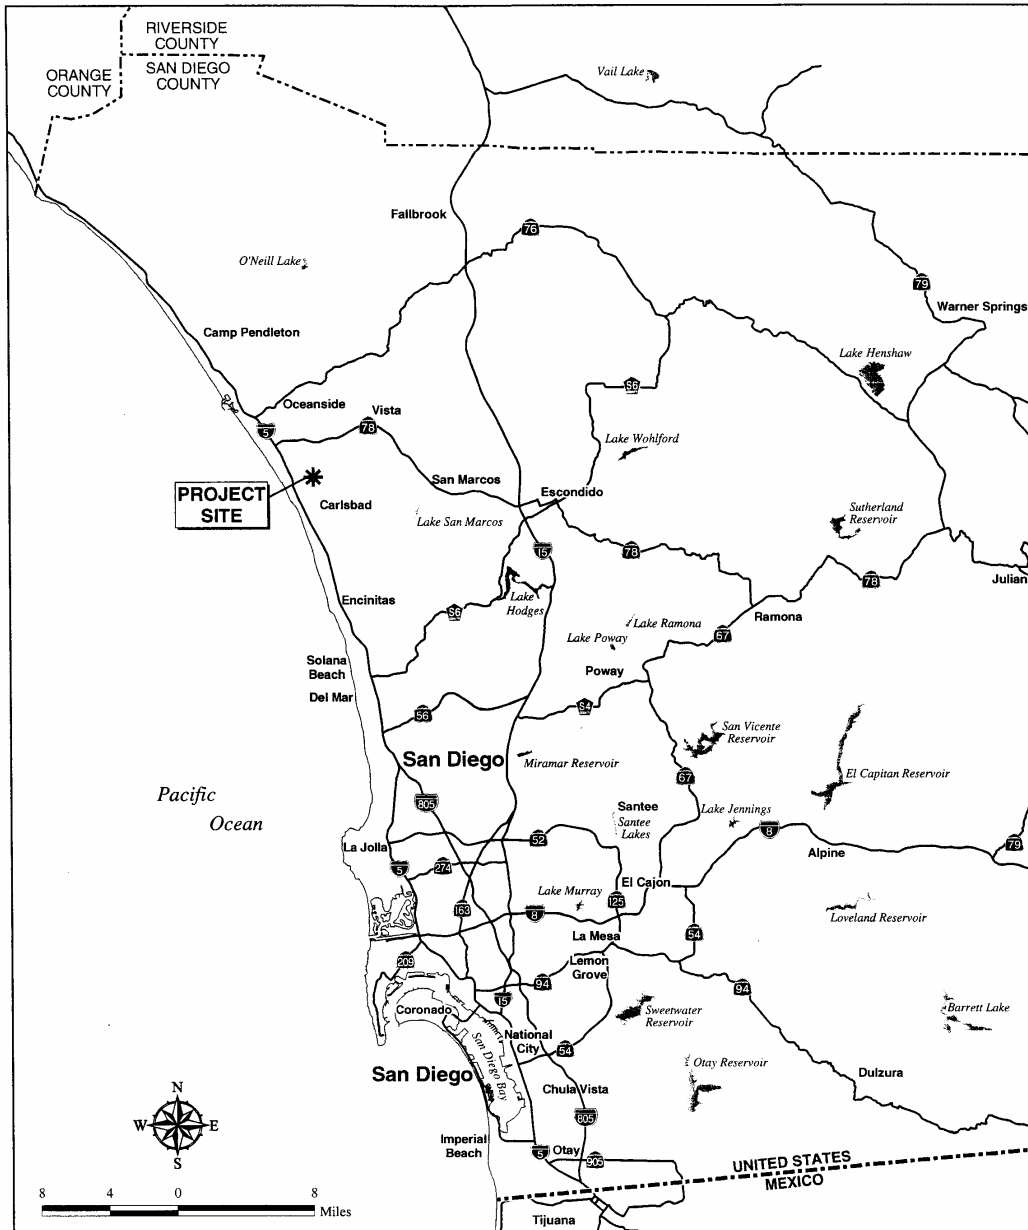 RIVERSIDE
COUNTY
ORANGE
COUNTY
SAN DIEGO
COUNTY
Vail Lake
Fallbrook
76
O'Neill Lake
79
Warner Springs
Camp Pendleton
Lake Henshaw
S6
Oceanside
Vista
5
78
Lake Wohlford
PROJECT
SITE
San Marcos
Escondido
Carlsbad
Lake San Marcos
Sutherland
Reservoir
15
78
78
Julian
Lake
Hodges
Encinitas
S6
Ramona
Lake Ramona
Lake Poway
67
Solana
Beach
Poway
Del Mar
56
S4
San Vicente
Reservoir
San Diego
Miramar Reservoir
67
El Capitan Reservoir
Pacific
Ocean
805
Santee
Santee
Lakes
Lake Jennings
8
52
79
La Jolla
Alpine
5
274
El Cajon
Lake Murray
125
163
8
Loveland Reservoir
La Mesa
54
209
Lemon
Grove
94
94
15
Coronado
Sweetwater
Reservoir
Barrett Lake
National
City
54
San Diego Bay
Otay Reservoir
San Diego
Dulzura
Chula Vista
805
N
W
E
S
Imperial
Beach
5
Otay
905
UNITED STATES
MEXICO
8
4
0
8
Miles
Tijuana